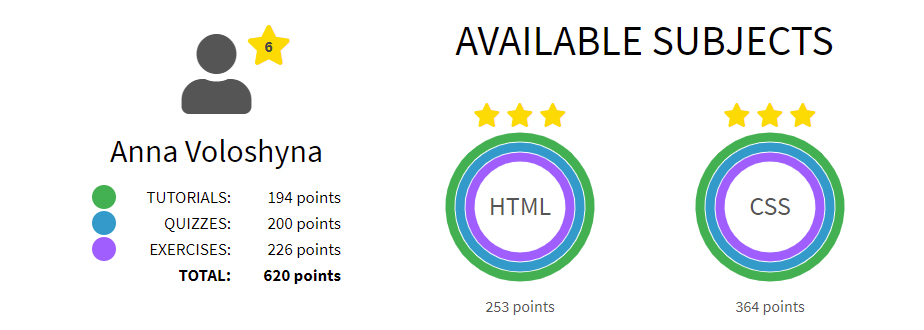 6
Anna Voloshyna
TUTORIALS: 194 points
QUIZZES: 200 points
EXERCISES: 226 points
TOTAL: 620 points
AVAILABLE SUBJECTS
HTML
253 points
CSS
364 points